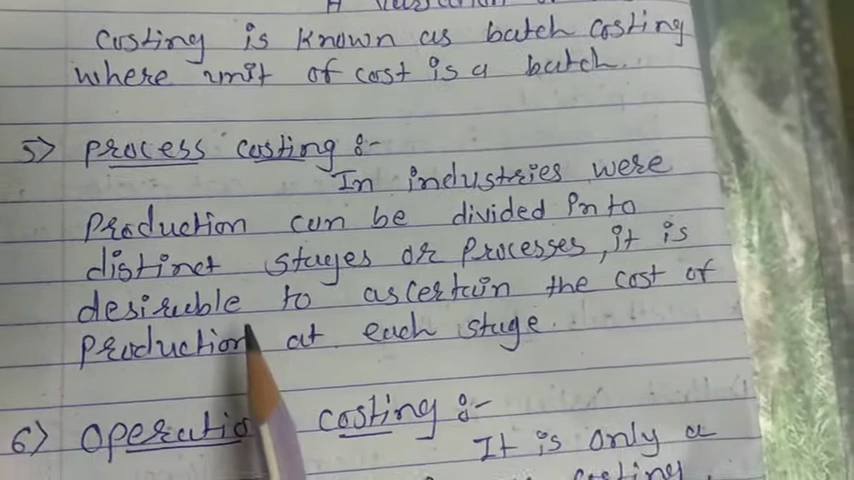 costing is known as batch costing
where unit of cost is a batch.
5) process costing :-
In industries were
production can be divided into
distinct stages or processes, it is
desirable to ascertain the cost of
production at each stage.
6) operatio costing :-
It is only a
costing.